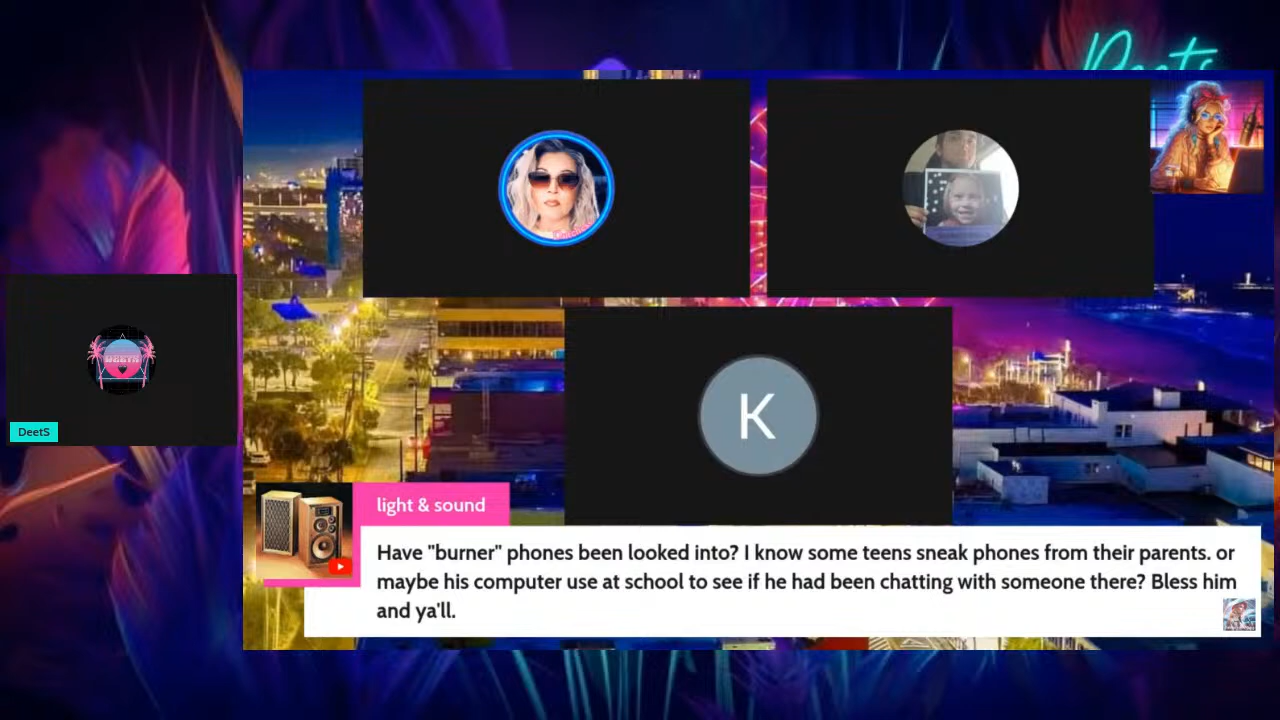 Deets
K
DeetS
light & sound
Have "burner" phones been looked into? I know some teens sneak phones from their parents. or
maybe his computer use at school to see if he had been chatting with someone there? Bless him
and ya'll.